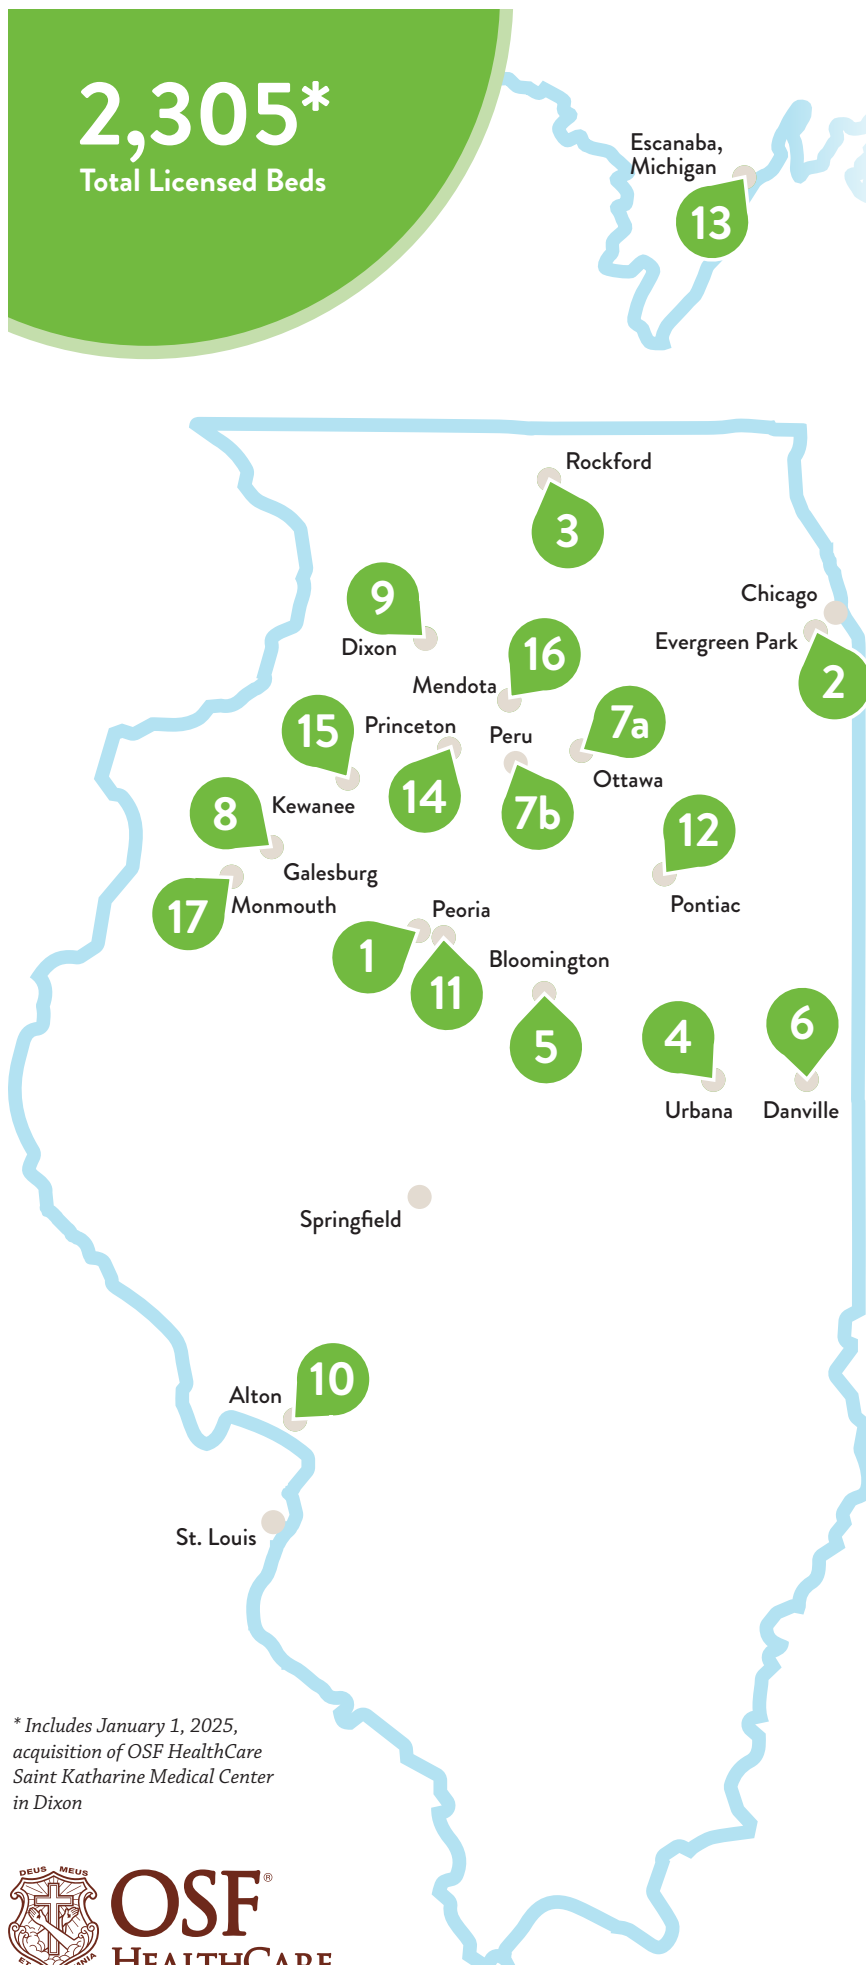 2,305*
Total Licensed Beds
Escanaba,
Michigan
13
Rockford
3
9
Dixon
Chicago
Evergreen Park
2
16
Mendota
15
Princeton
Peru
7a
Ottawa
14
7b
8
Kewanee
12
Galesburg
17
Monmouth
Pontiac
Peoria
1
11
Bloomington
5
4
6
Urbana
Danville
Springfield
10
Alton
St. Louis
* Includes January 1, 2025,
acquisition of OSF HealthCare
Saint Katharine Medical Center
in Dixon
DEUS MEUS
OSF®
HEALTHCARE